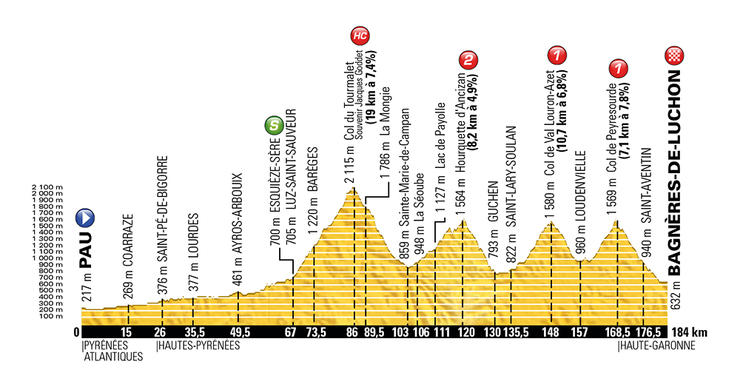 HC
2
1
1
S
217 m PAU
269 m COARRAZE
376 m SAINT-PÉ-DE-BIGORRE
377 m LOURDES
461 m AYROS-ARBOUIX
700 m ESQUIÈZE-SÈRE
705 m LUZ-SAINT-SAUVEUR
1 220 m BARÈGES
2 115 m Col du Tourmalet
Souvenir Jacques Goddet
(19 km à 7,4%)
1 786 m La Mongie
859 m Sainte-Marie-de-Campan
948 m La Séoube
1 127 m Lac de Payolle
1 564 m Hourquette d'Ancizan
(8,2 km à 4,9%)
793 m GUCHEN
822 m SAINT-LARY-SOULAN
1 580 m Col de Val Louron-Azet
(10,7 km à 6,8%)
960 m LOUDENVIELLE
1 569 m Col de Peyresourde
(7,1 km à 7,8%)
940 m SAINT-AVENTIN
632 m BAGNÈRES-DE-LUCHON
2 100 m
2 000 m
1 900 m
1 800 m
1 700 m
1 600 m
1 500 m
1 400 m
1 300 m
1 200 m
1 100 m
1 000 m
900 m
800 m
700 m
600 m
500 m
400 m
300 m
200 m
0 15 26 35,5 49,5 67 73,5 86 89,5 103 106 111 120 130 135,5 148 157 168,5 176,5 184 km
PYRÉNÉES
ATLANTIQUES
HAUTES-PYRÉNÉES
HAUTE-GARONNE